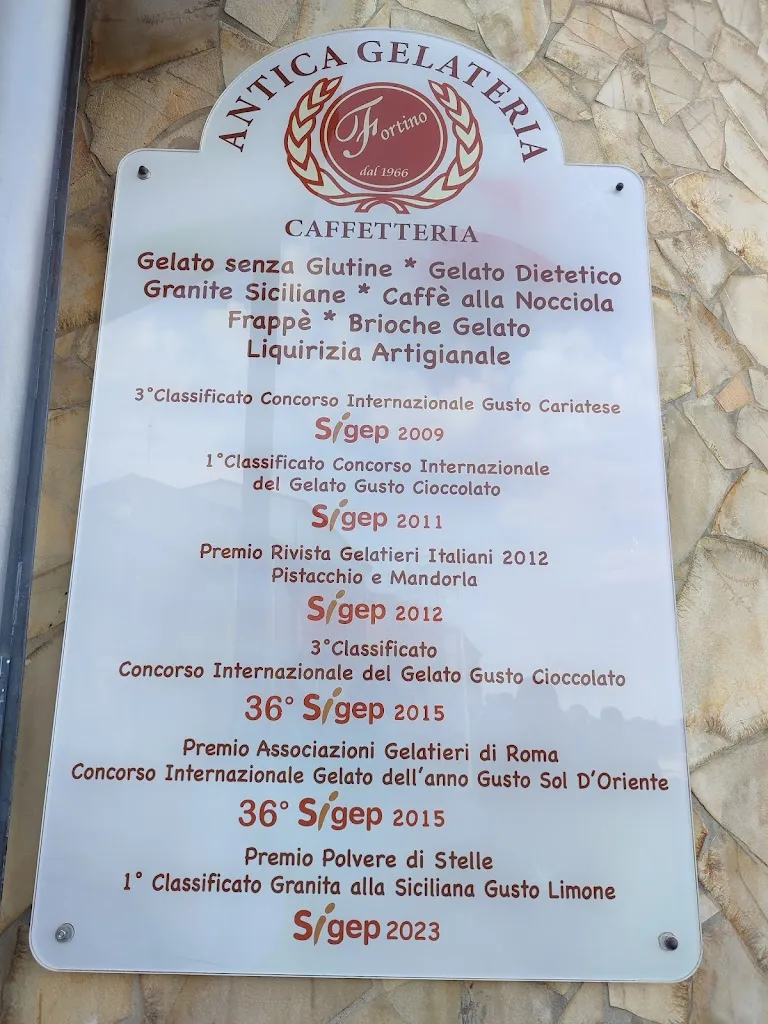 ANTICA GELATERIA
Fortino
dal 1966
CAFFETTERIA
Gelato senza Glutine * Gelato Dietetico
Granite Siciliane * Caffè alla Nocciola
Frappè * Brioche Gelato
Liquirizia Artigianale
3°Classificato Concorso Internazionale Gusto Cariatese
Sigep 2009
1°Classificato Concorso Internazionale
del Gelato Gusto Cioccolato
Sigep 2011
Premio Rivista Gelatieri Italiani 2012
Pistacchio e Mandorla
Sigep 2012
3°Classificato
Concorso Internazionale del Gelato Gusto Cioccolato
36° Sigep 2015
Premio Associazioni Gelatieri di Roma
Concorso Internazionale Gelato dell'anno Gusto Sol D'Oriente
36° Sigep 2015
Premio Polvere di Stelle
1° Classificato Granita alla Siciliana Gusto Limone
Sigep 2023